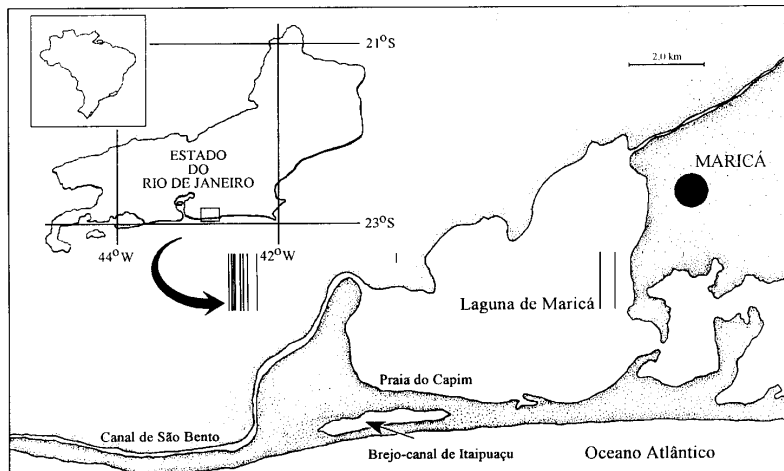 21°S
2.0 km
MARICÁ
ESTADO
DO
RIO DE JANEIRO
23°S
44°W
42°W
Laguna de Maricá
Praia do Capim
Canal de São Bento
Brejo-canal de Itaipuaçu
Oceano Atlântico